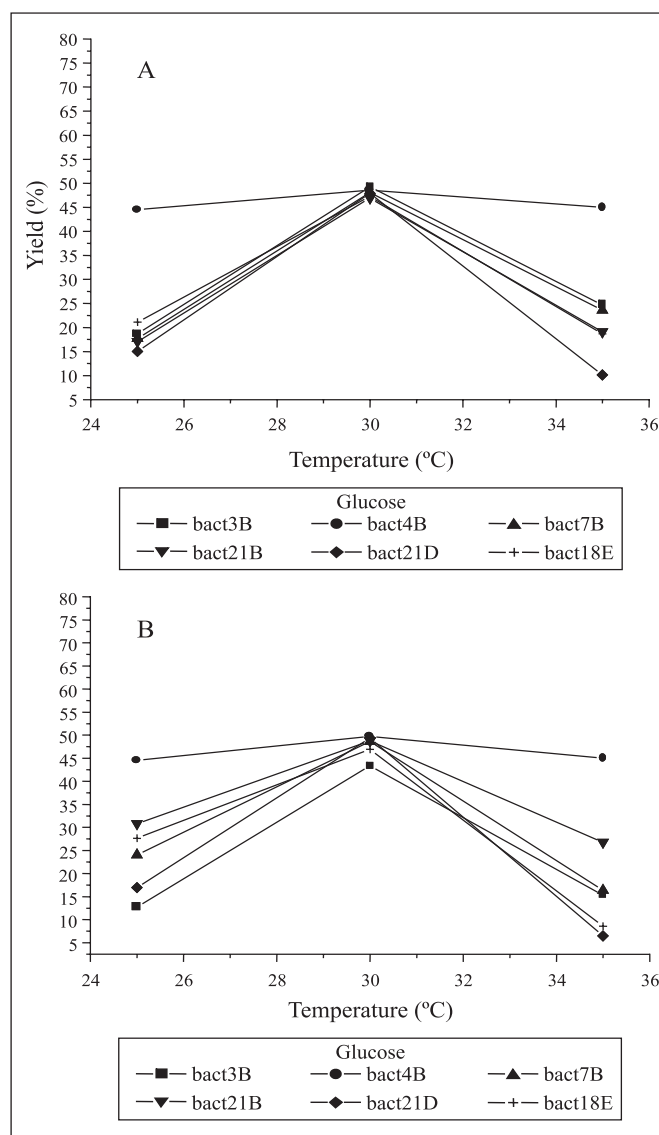 A
80
75
70
65
60
55
50
45
40
35
30
25
20
15
10
5
Yield (%)
24 26 28 30 32 34 36
Temperature (ºC)
Glucose
bact3B bact4B bact7B
bact21B bact21D bact18E
B
80
75
70
65
60
55
50
45
40
35
30
25
20
15
10
5
24 26 28 30 32 34 36
Temperature (ºC)
Glucose
bact3B bact4B bact7B
bact21B bact21D bact18E